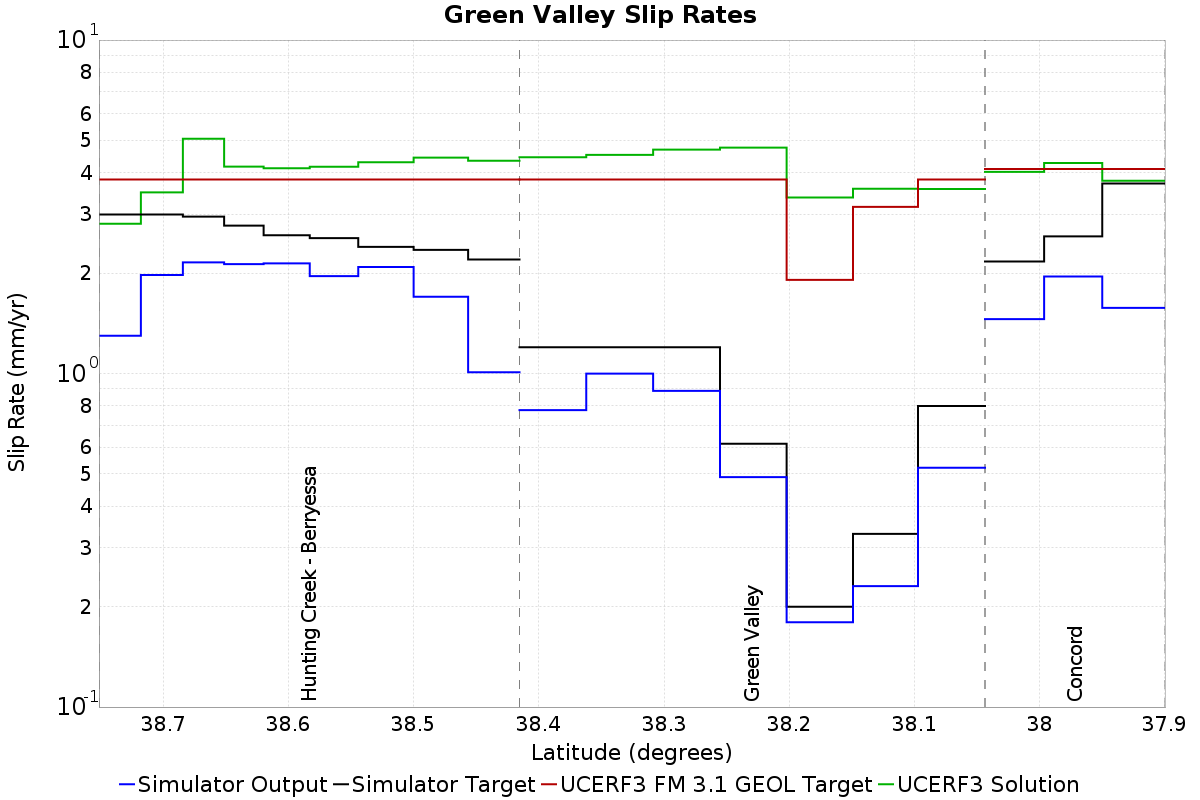 Green Valley Slip Rates
10^1
8
6
5
4
3
2
10^0
8
6
5
4
3
2
10^-1
Slip Rate (mm/yr)
Hunting Creek - Berryessa
Green Valley
Concord
38.7 38.6 38.5 38.4 38.3 38.2 38.1 38 37.9
Latitude (degrees)
Simulator Output Simulator Target UCERF3 FM 3.1 GEOL Target UCERF3 Solution